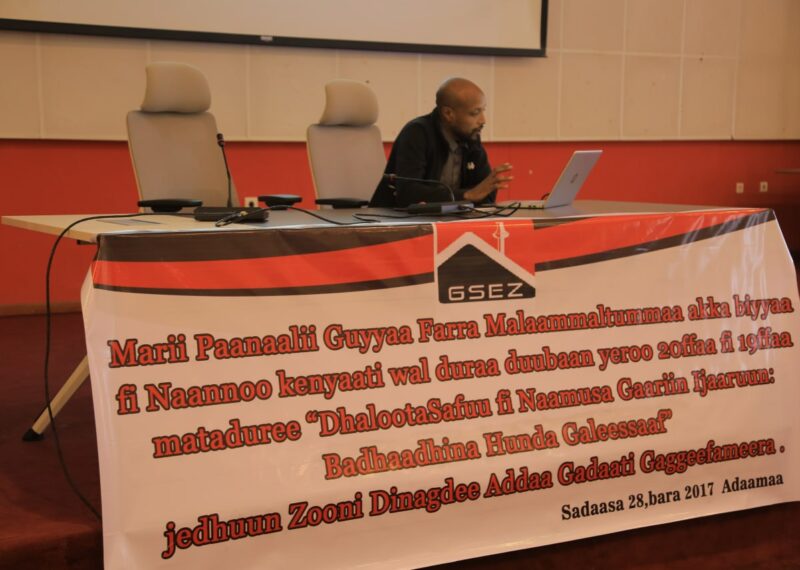 GSEZ
Marii Paanaalii Guyyaa Farra Malaammaltummaa akka biyyaa
fi Naannoo kenyaati wal duraa duubaan yeroo 20ffaa fi 19ffaa
mataduree "DhalootaSafuu fi Naamusa Gaariin Ijaaruun:
Badhaadhina Hunda Galeessaaf"
jedhuun Zooni Dinagdee Addaa Gadaati Gaggeefameera .
Sadaasa 28,bara 2017 Adaamaa